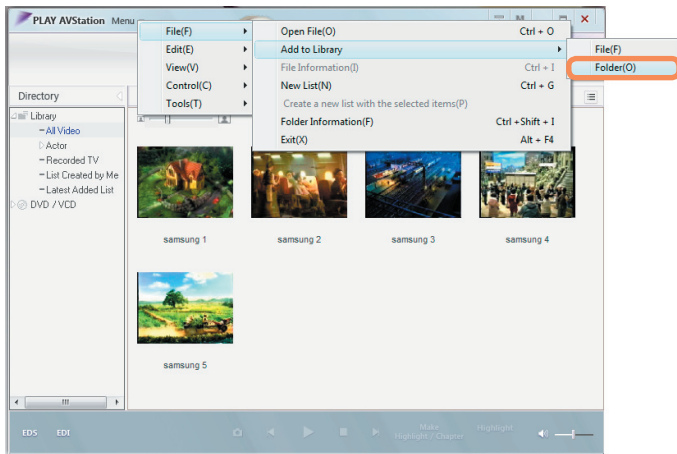 PLAY AVStation Menu
File(F)
Edit(E)
View(V)
Control(C)
Tools(T)
Open File(O) Ctrl + O
Add to Library
File Information(I) Ctrl + I
New List(N) Ctrl + G
Create a new list with the selected items(P)
Folder Information(F) Ctrl +Shift + I
Exit(X) Alt + F4
File(F)
Folder(O)
Directory
Library
All Video
Actor
Recorded TV
List Created by Me
Latest Added List
DVD / VCD
samsung 1
samsung 2
samsung 3
samsung 4
samsung 5
EDS EDI
Make
Highlight / Chapter
Highlight